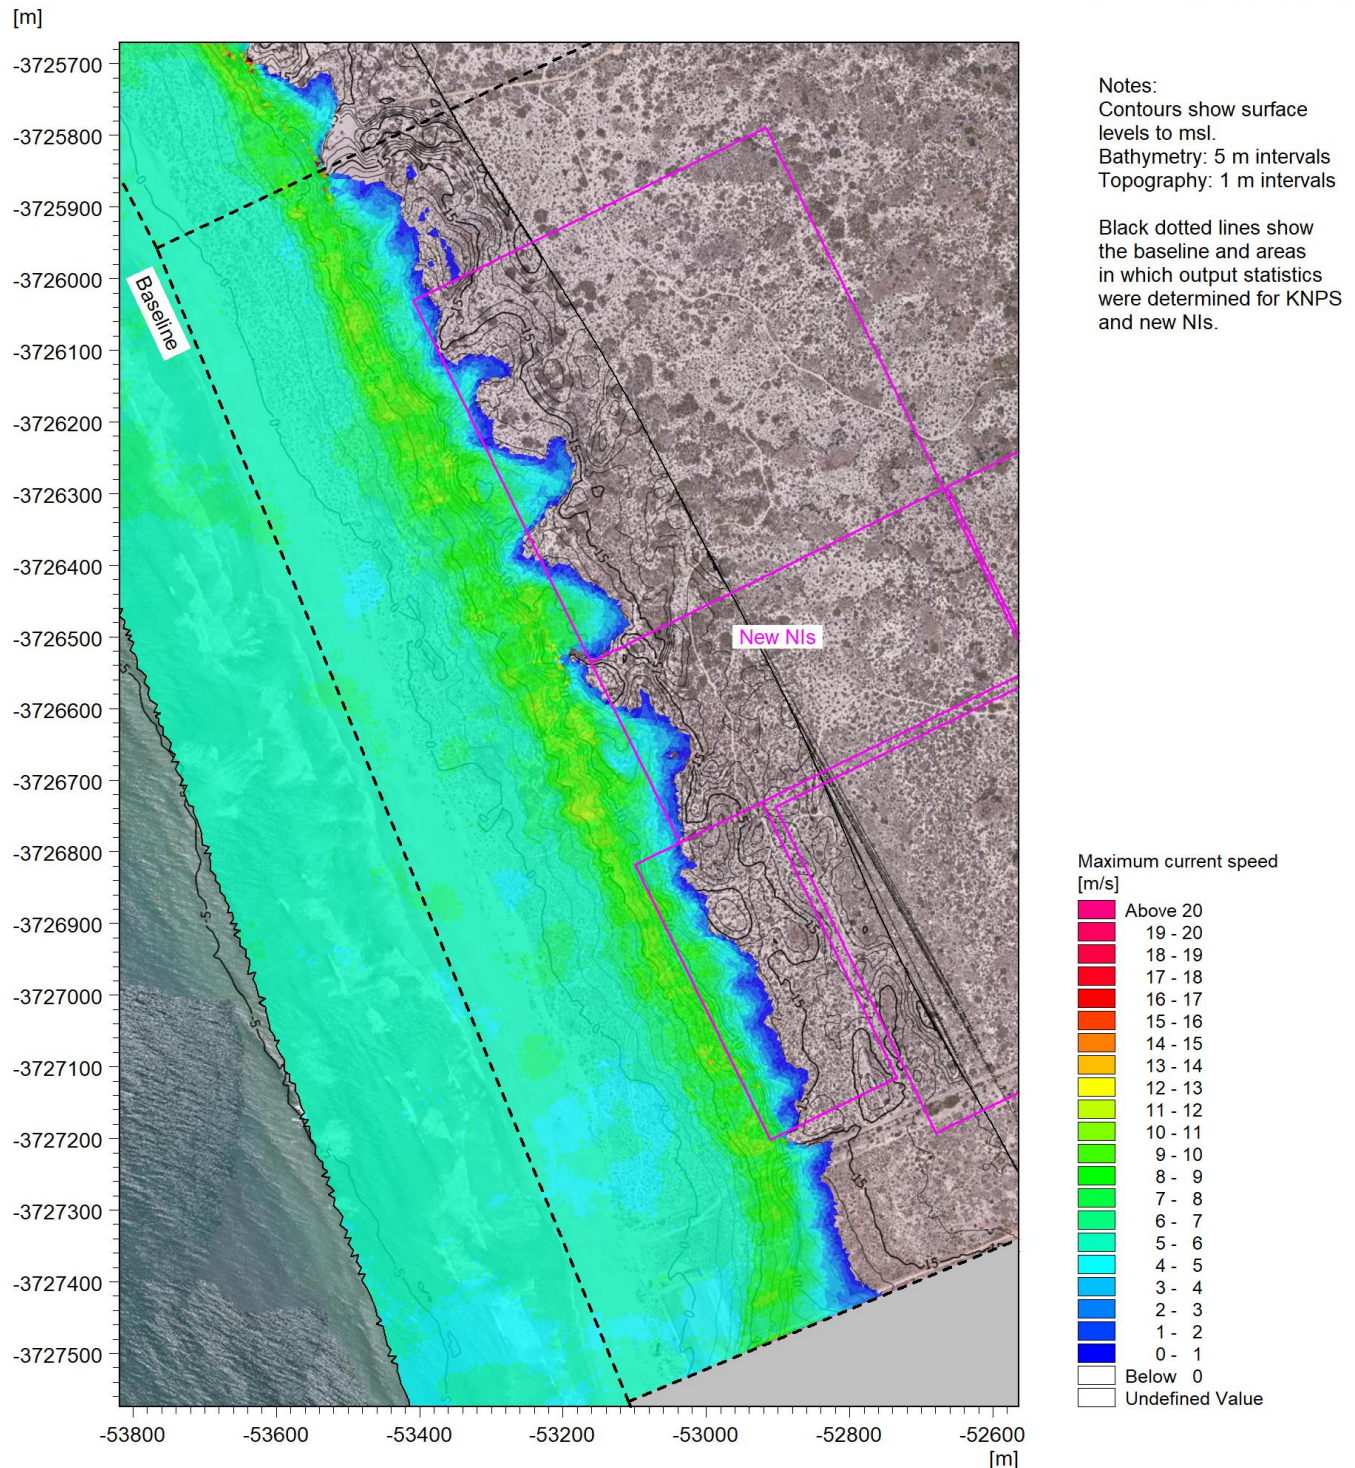 [m]
-3725700
-3725800
-3725900
-3726000
-3726100
-3726200
-3726300
-3726400
-3726500
-3726600
-3726700
-3726800
-3726900
-3727000
-3727100
-3727200
-3727300
-3727400
-3727500
-53800
-53600
-53400
-53200
-53000
-52800
-52600
[m]
Baseline
New NIs
Notes:
Contours show surface
levels to msl.
Bathymetry: 5 m intervals
Topography: 1 m intervals
Black dotted lines show
the baseline and areas
in which output statistics
were determined for KNPS
and new NIs.
Maximum current speed
[m/s]
Above 20
19 - 20
18 - 19
17 - 18
16 - 17
15 - 16
14 - 15
13 - 14
12 - 13
11 - 12
10 - 11
9 - 10
8 - 9
7 - 8
6 - 7
5 - 6
4 - 5
3 - 4
2 - 3
1 - 2
0 - 1
Below 0
Undefined Value